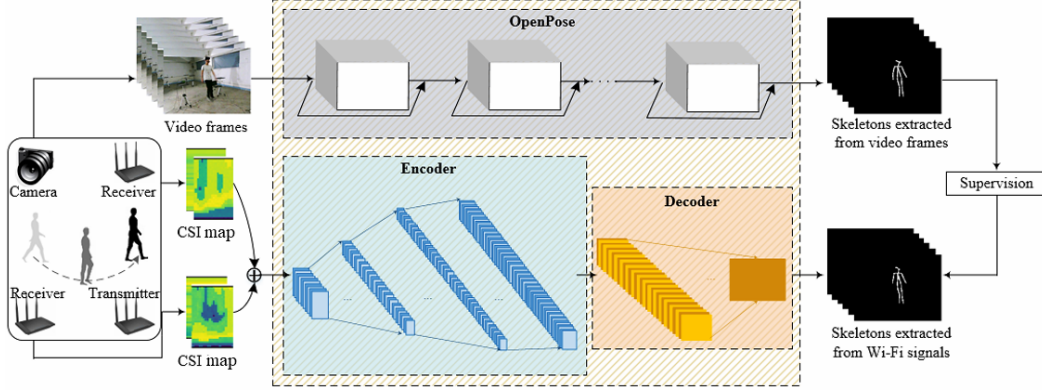 OpenPose
Video frames
Skeletons extracted
from video frames
Camera
Receiver
CSI map
Encoder
Decoder
Supervision
Receiver
Transmitter
CSI map
Skeletons extracted
from Wi-Fi signals